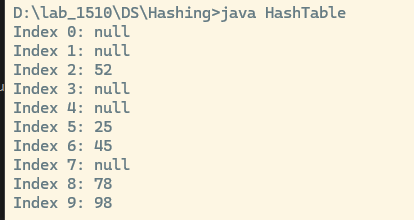 D:\lab_1510\DS\Hashing>java HashTable
Index 0: null
Index 1: null
Index 2: 52
Index 3: null
Index 4: null
Index 5: 25
Index 6: 45
Index 7: null
Index 8: 78
Index 9: 98